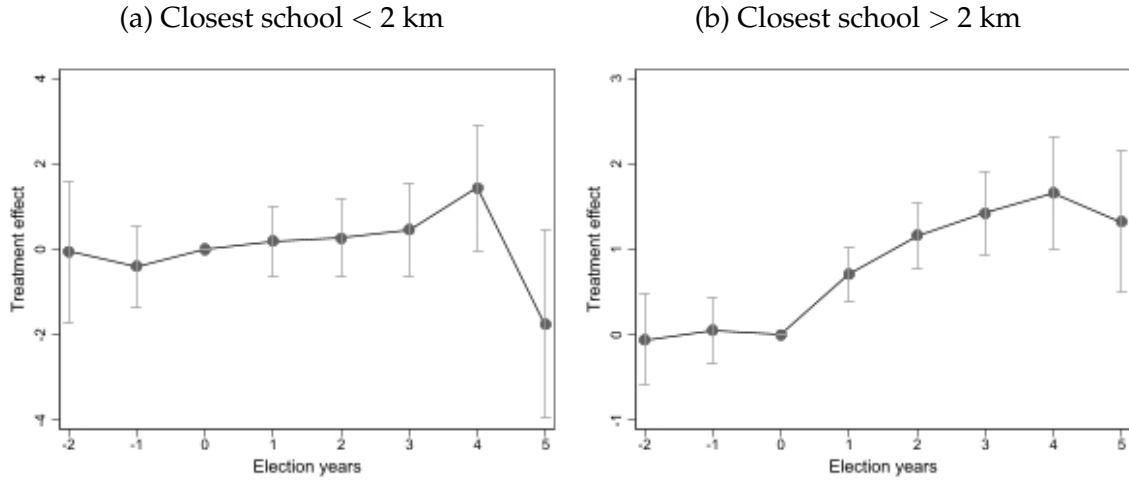 (a) Closest school < 2 km
4
2
0
-2
-4
Treatment effect
-2 -1 0 1 2 3 4 5
Election years
(b) Closest school > 2 km
3
2
1
0
-1
Treatment effect
-2 -1 0 1 2 3 4 5
Election years